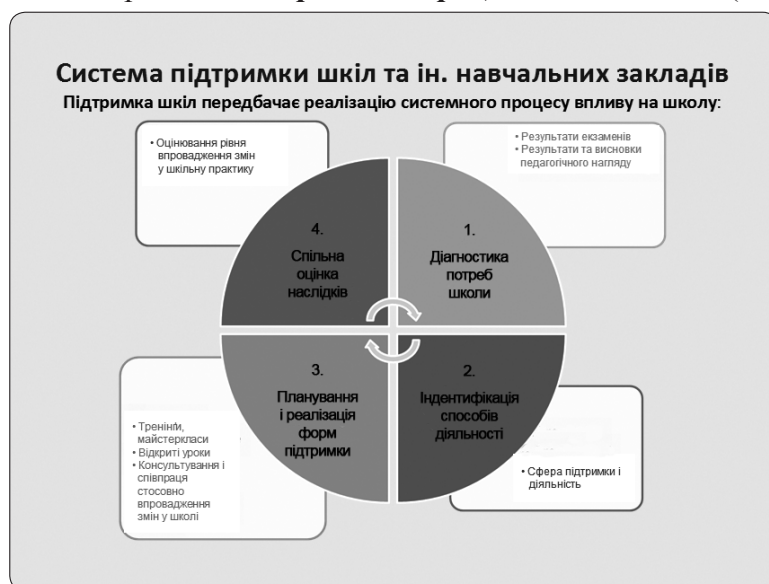 Система підтримки шкіл та ін. навчальних закладів
Підтримка шкіл передбачає реалізацію системного процесу впливу на школу:
• Оцінювання рівня
впровадження змін
у шкільну практику
• Результати екзаменів
• Результати та висновки
педагогічного нагляду
4.
Спільна
оцінка
наслідків
1.
Діагностика
потреб
школи
3.
Планування
і реалізація
форм
підтримки
2.
Індентифікація
способів
діяльності
• Тренінґи,
майстеркласи
• Відкриті уроки
• Консультування і
співпраця
стосовно
впровадження
змін у школі
• Сфера підтримки і
діяльність